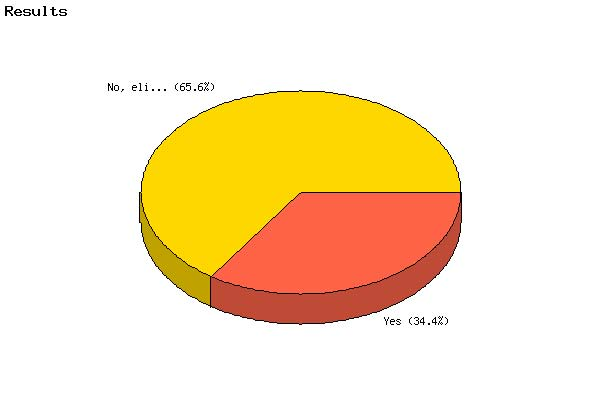 Results
No, eli... (65.6%)
Yes (34.4%)